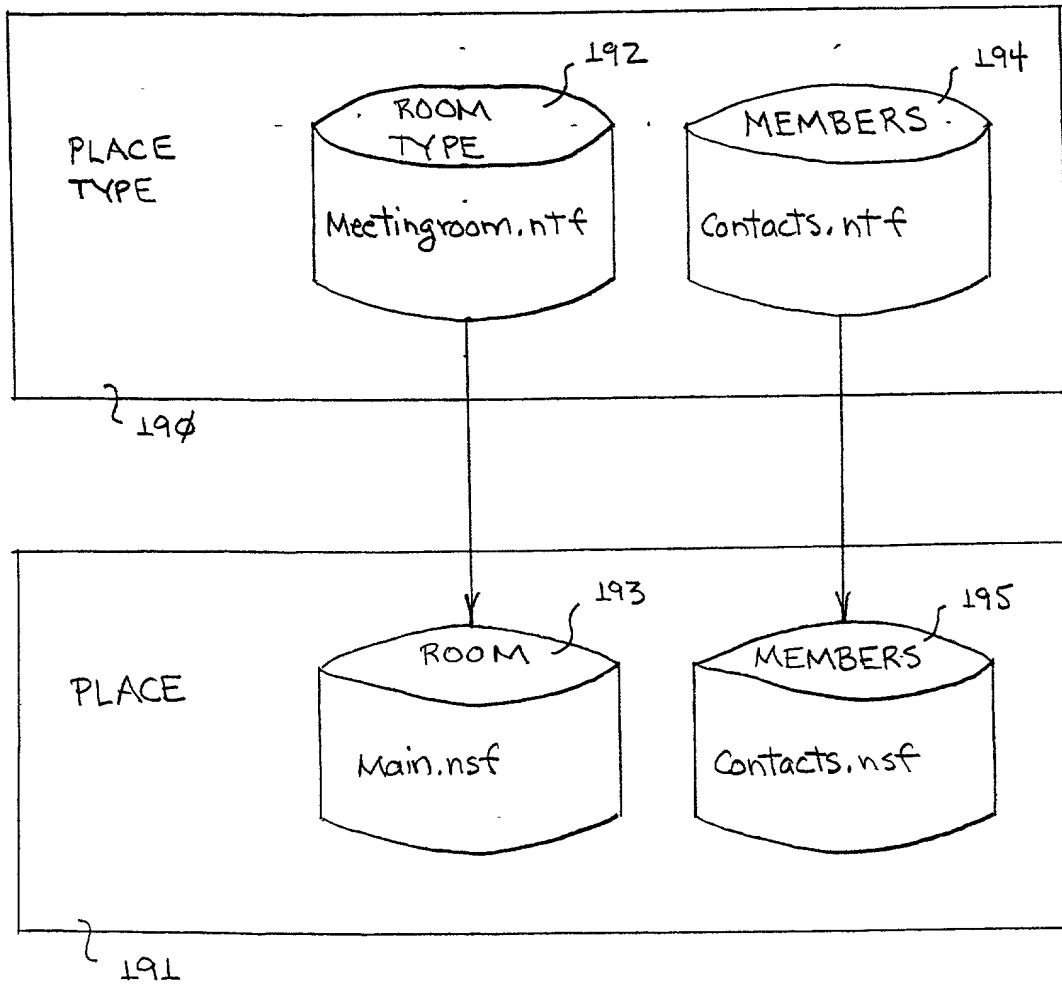 192
194
ROOM
TYPE
MEMBERS
PLACE
TYPE
Meetingroom.ntf
Contacts.ntf
190
193
195
ROOM
MEMBERS
PLACE
Main.nsf
Contacts.nsf
191